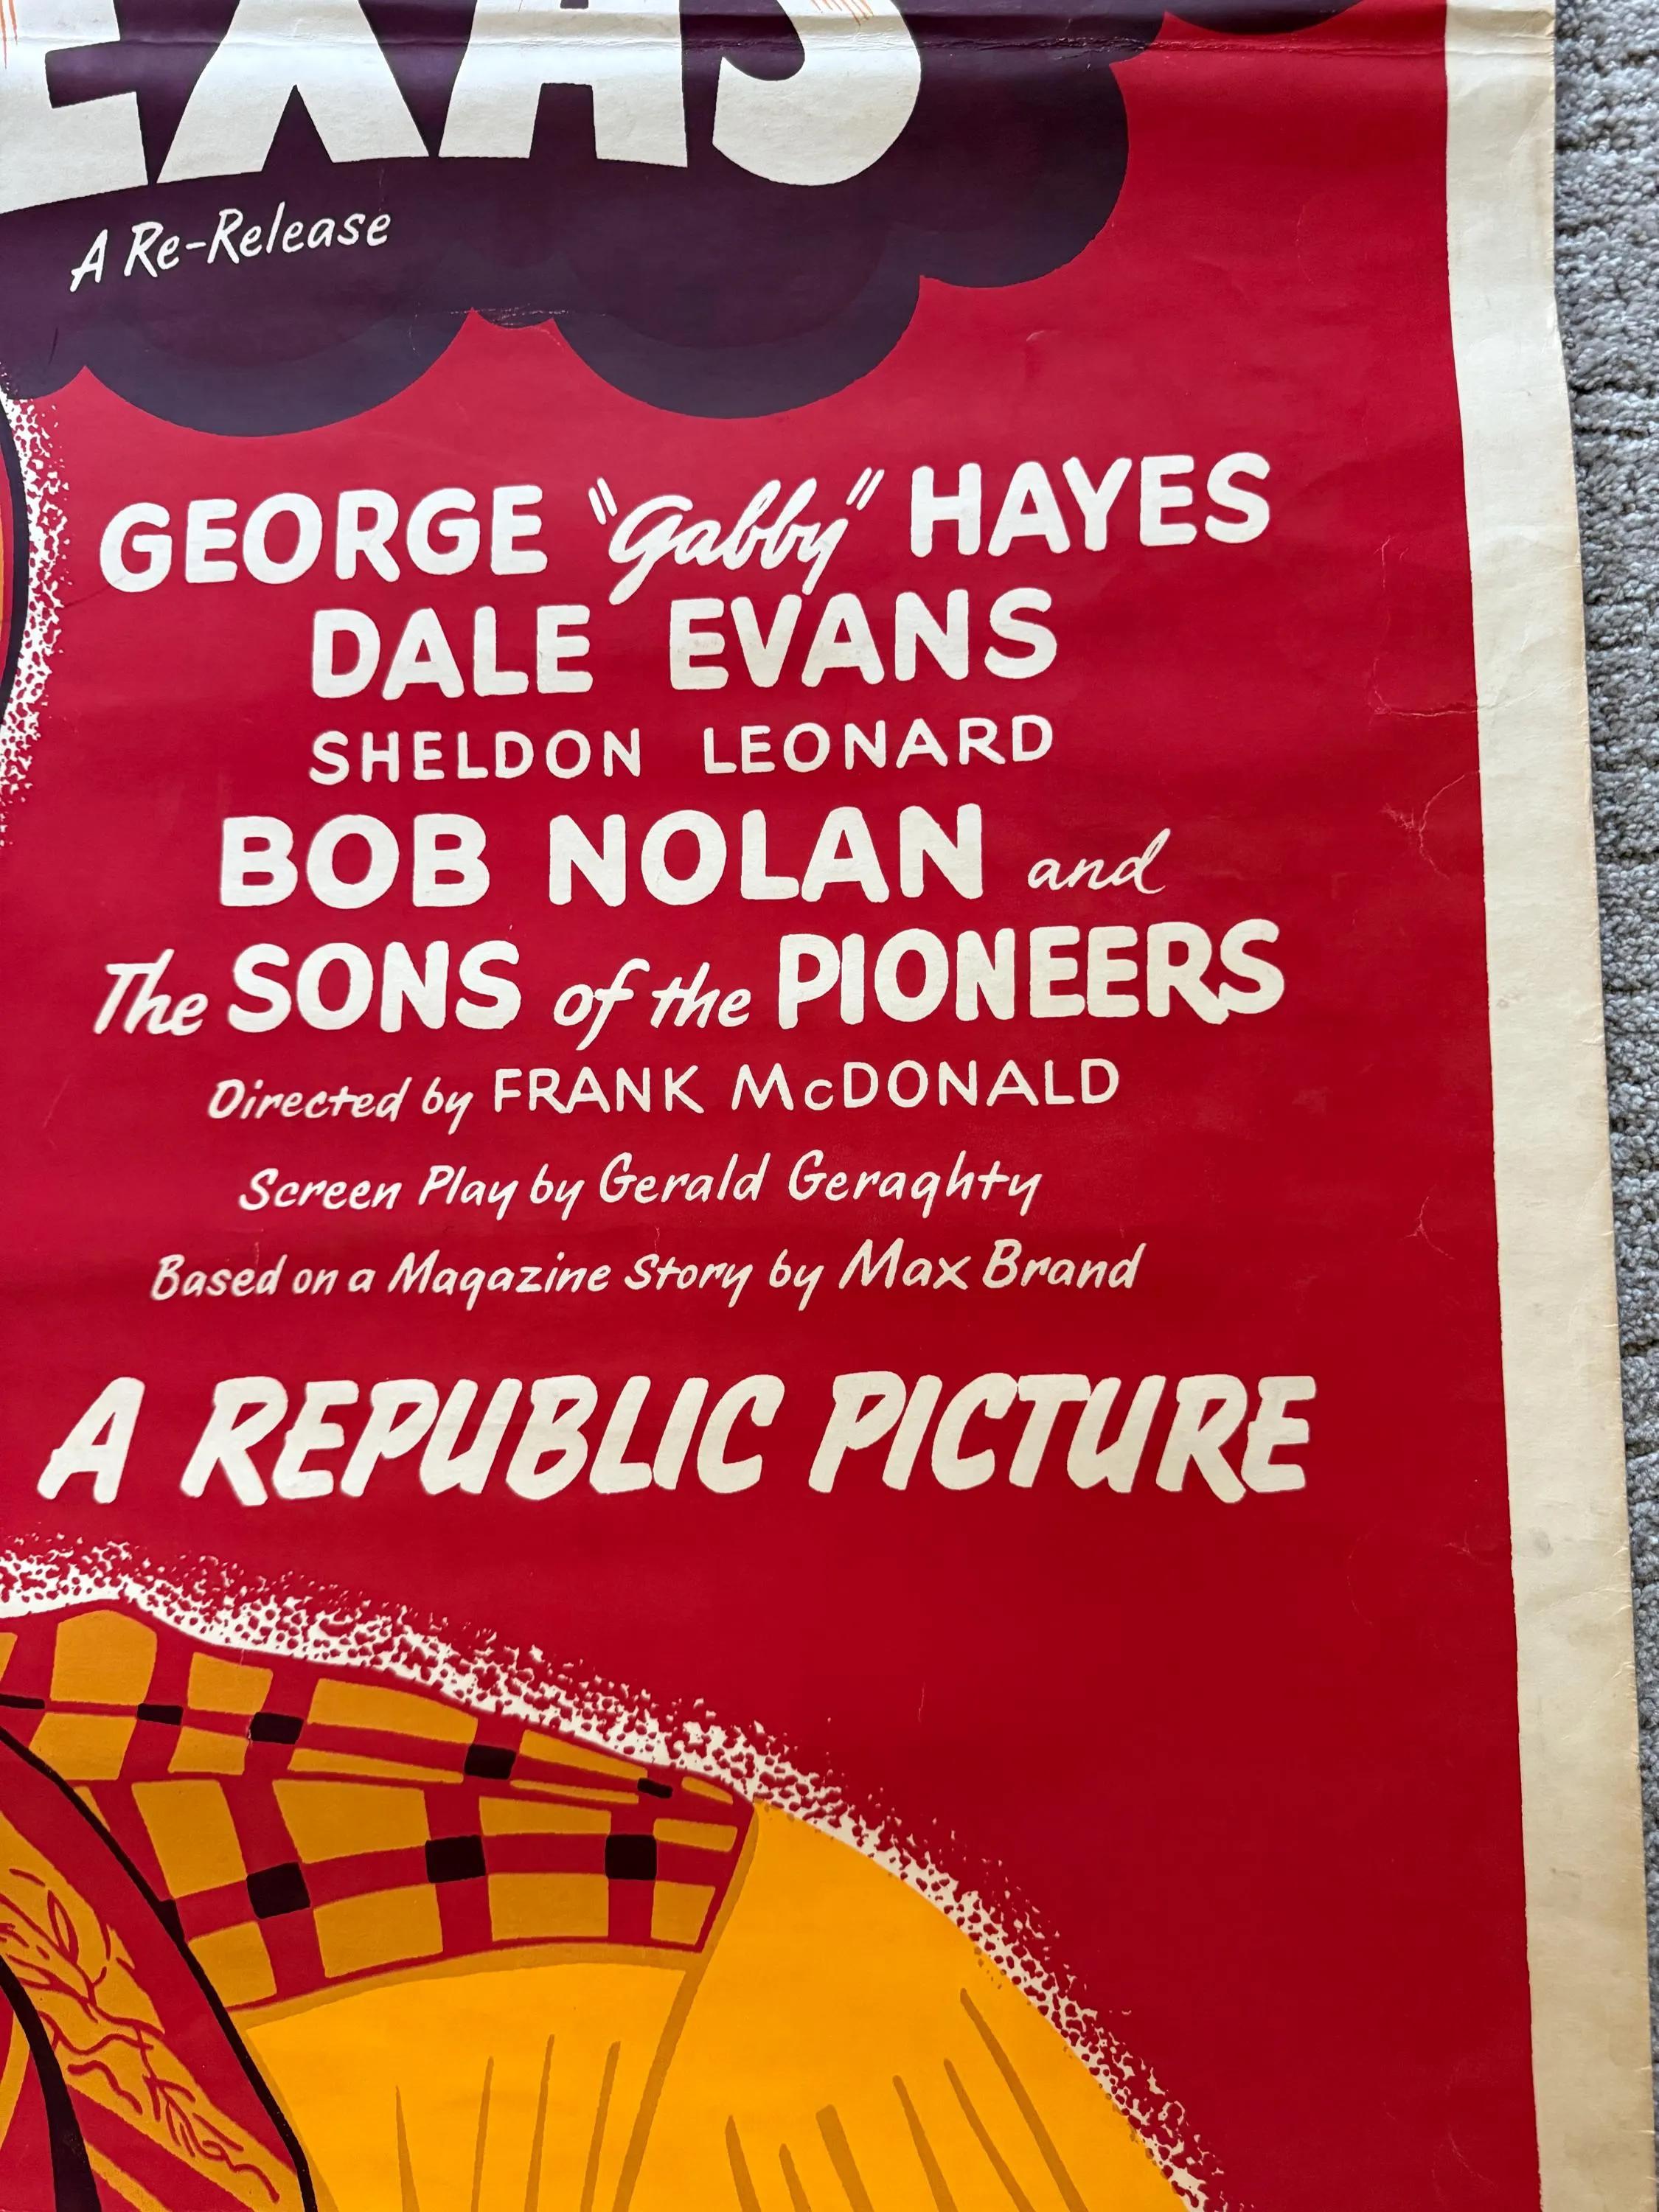 EXAS
A Re-Release
GEORGE "Gabby" HAYES
DALE EVANS
SHELDON LEONARD
BOB NOLAN and
The SONS of the PIONEERS
Directed by FRANK McDONALD
Screen Play by Gerald Geraghty
Based on a Magazine Story by Max Brand
A REPUBLIC PICTURE